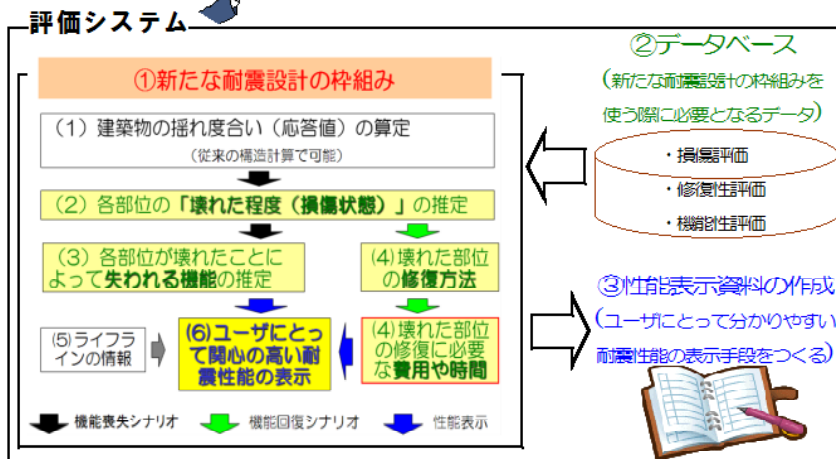 評価システム
①新たな耐震設計の枠組み
(1) 建築物の揺れ度合い(応答値)の算定
(従来の構造計算で可能)
(2) 各部位の「壊れた程度(損傷状態)」の推定
(3) 各部位が壊れたことに
よって失われる機能の推定
(4)壊れた部位
の修復方法
(5)ライフ
ラインの情報
(6)ユーザにとっ
て関心の高い耐
震性能の表示
(4)壊れた部位
の修復に必要
な費用や時間
機能喪失シナリオ
機能回復シナリオ
性能表示
②データベース
(新たな耐震設計の枠組みを
使う際に必要となるデータ)
・損傷評価
・修復性評価
・機能性評価
③性能表示資料の作成
(ユーザにとって分かりやすい
耐震性能の表示手段をつくる)